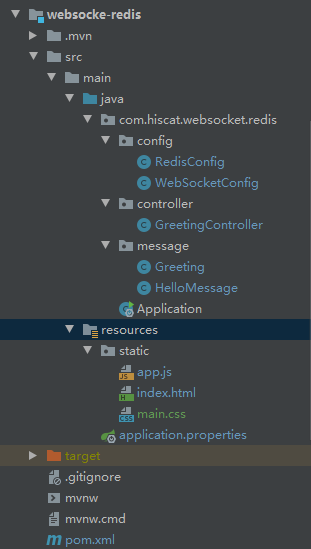 websocke-redis
.mvn
src
main
java
com.hiscat.websocket.redis
config
RedisConfig
WebSocketConfig
controller
GreetingController
message
Greeting
HelloMessage
Application
resources
static
app.js
index.html
main.css
application.properties
target
.gitignore
mvnw
mvnw.cmd
pom.xml